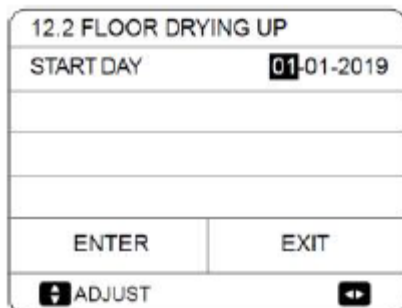 12.2 FLOOR DRYING UP
START DAY 01-01-2019
ENTER EXIT
ADJUST